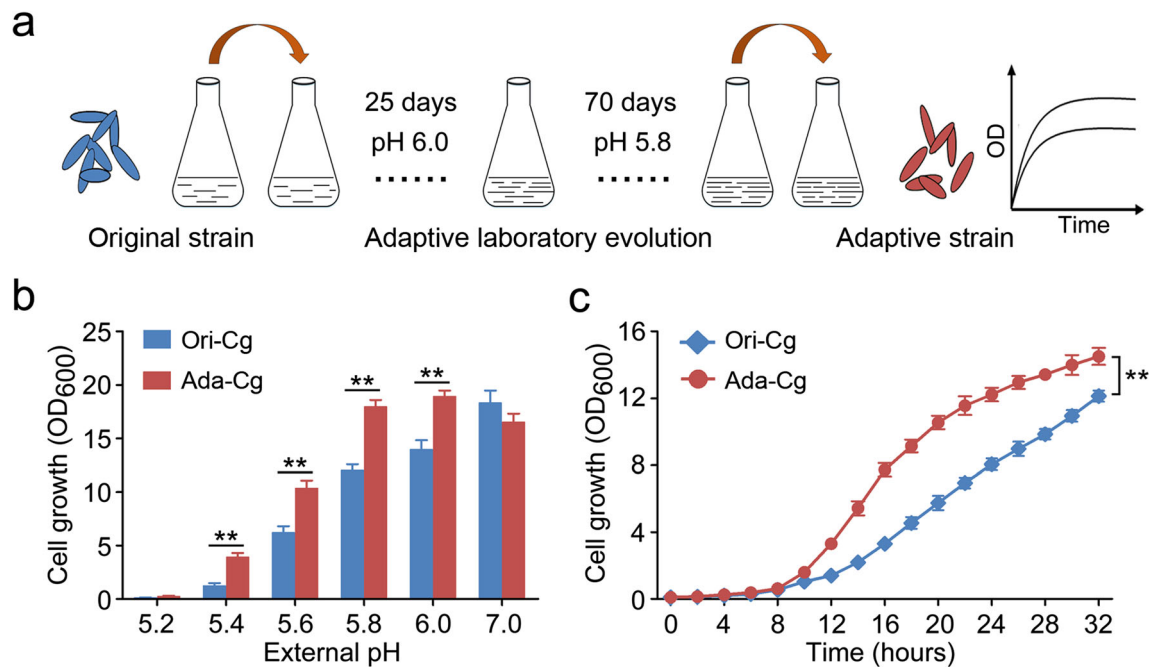 a
25 days
70 days
pH 6.0
pH 5.8
......
......
OD
Time
Original strain
Adaptive laboratory evolution
Adaptive strain
b
Cell growth (OD600)
25
20
15
10
5
0
Ori-Cg
Ada-Cg
**
**
**
**
5.2 5.4 5.6 5.8 6.0 7.0
External pH
c
Cell growth (OD600)
16
12
8
4
0
Ori-Cg
Ada-Cg
**
0 4 8 12 16 20 24 28 32
Time (hours)